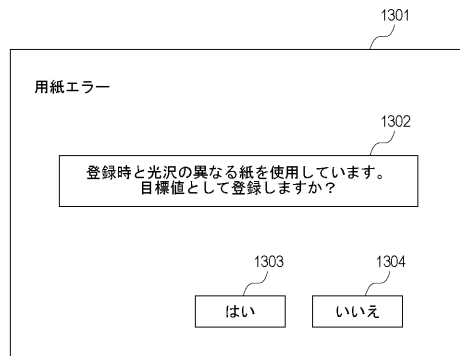 1301
用紙エラー
1302
登録時と光沢の異なる紙を使用しています。
目標値として登録しますか？
1303
1304
はい
いいえ